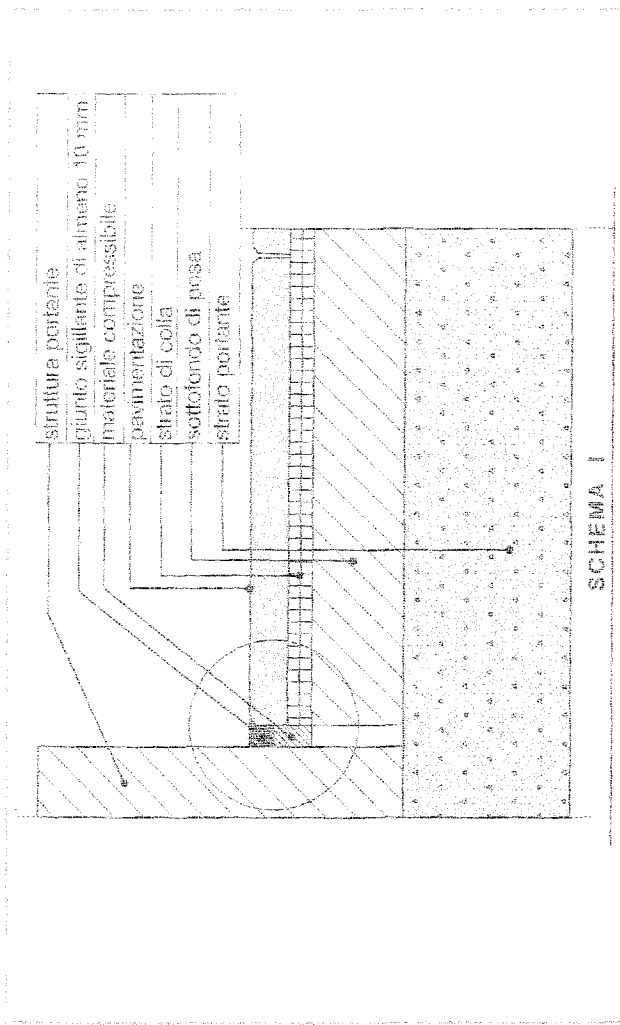 struttura portante
giunto sigillante di almeno 10 mm
materiale compressibile
pavimentazione
strato di colla
sottofondo di posa
strato portante
SCHEMA I